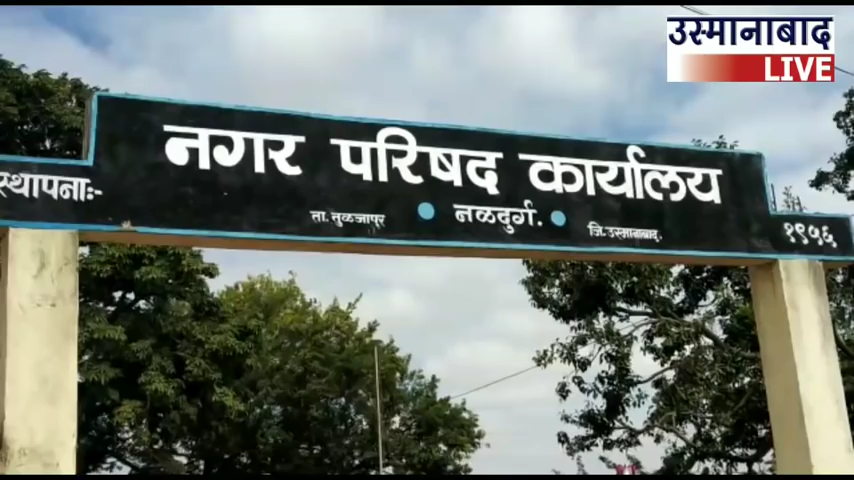 उस्मानाबाद
LIVE
नगर परिषद कार्यालय
स्थापनाः-
ता. तुळजापुर
नळदुर्ग.
जि. उस्मानाबाद.
१९५६